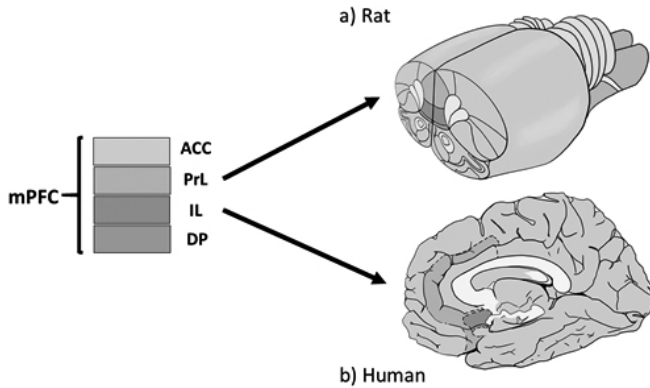 a) Rat
ACC
PrL
mPFC
IL
DP
b) Human